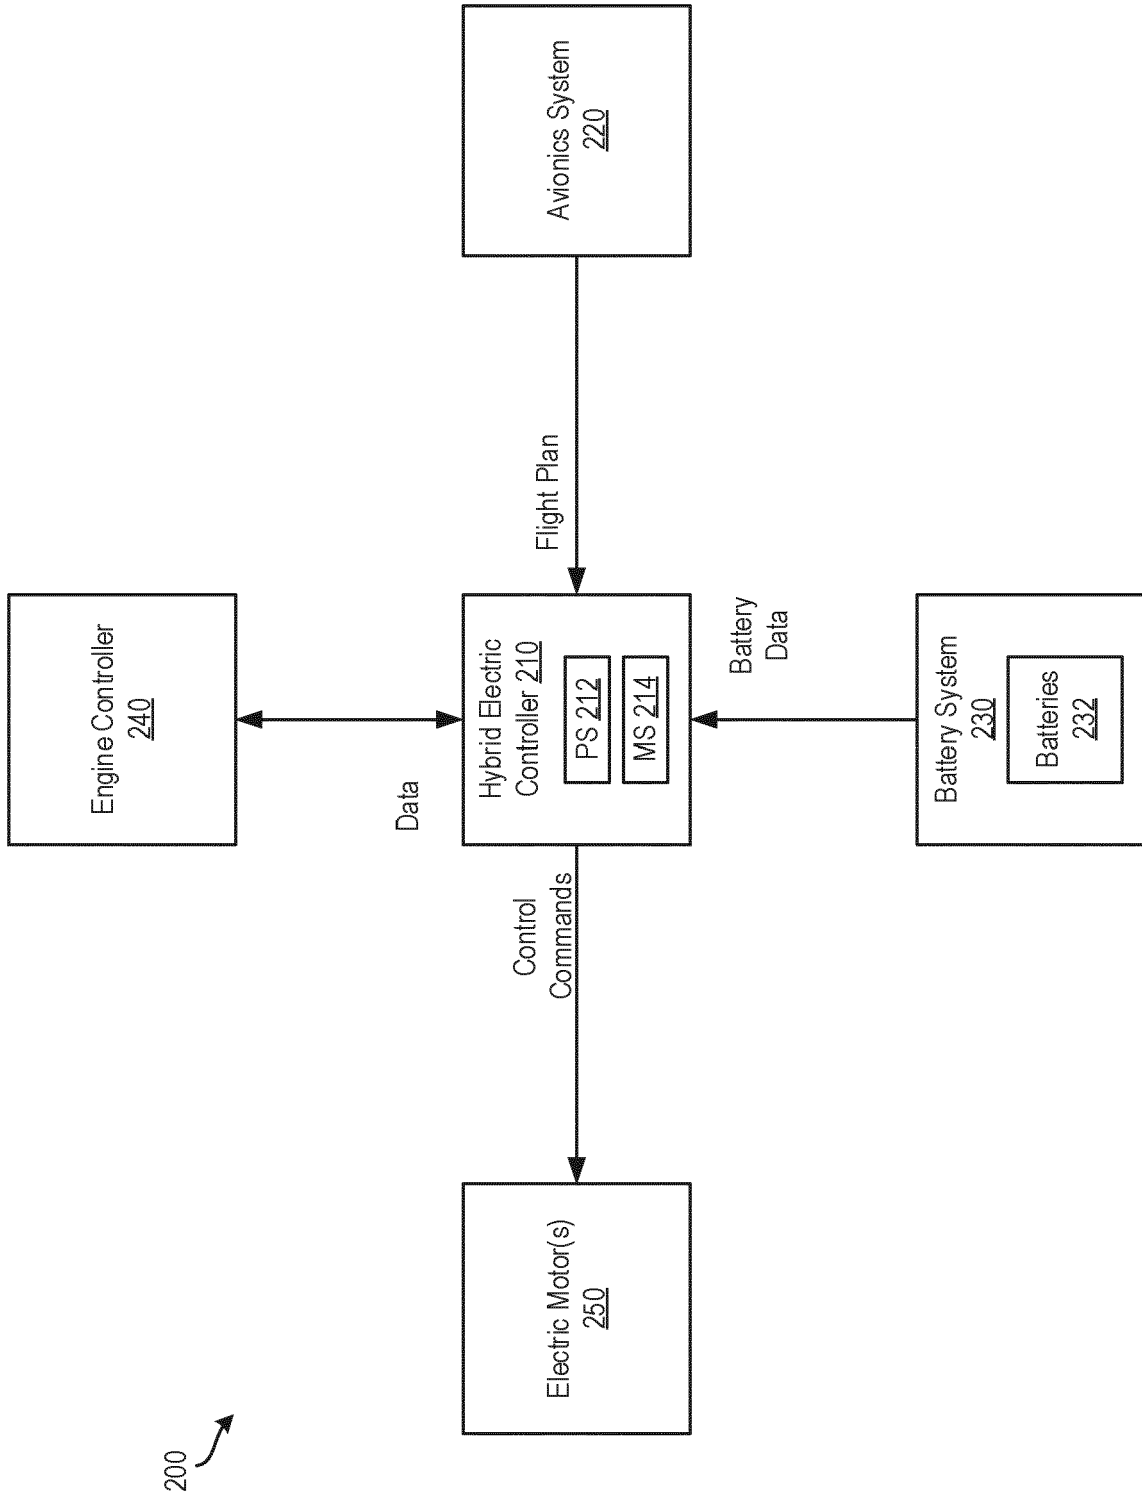 200
Engine Controller
240
Data
Electric Motor(s)
250
Control
Commands
Hybrid Electric
Controller 210
PS 212
MS 214
Flight Plan
Avionics System
220
Battery
Data
Battery System
230
Batteries
232